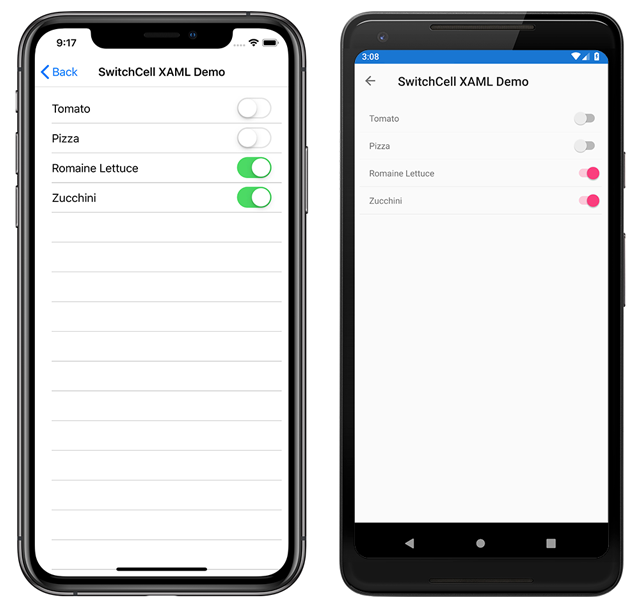 9:17
Back SwitchCell XAML Demo
Tomato
Pizza
Romaine Lettuce
Zucchini
3:08
SwitchCell XAML Demo
Tomato
Pizza
Romaine Lettuce
Zucchini